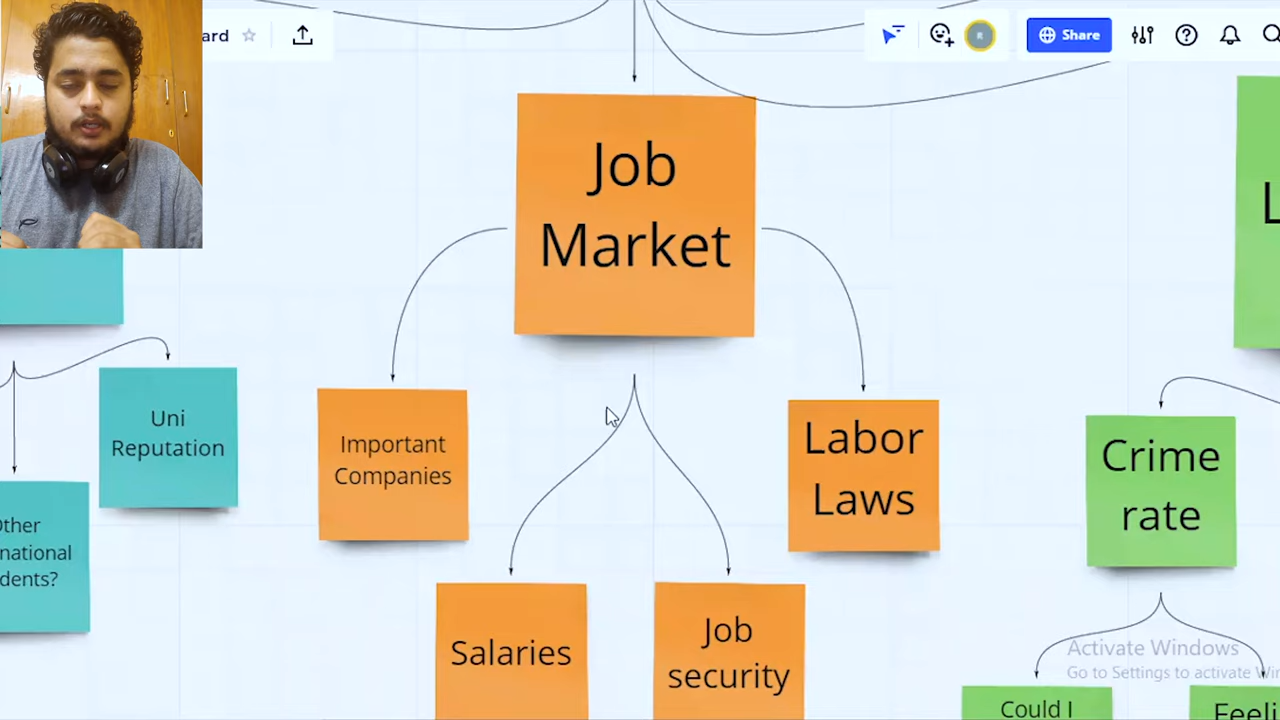 ard
Share
Job
Market
Uni
Reputation
Important
Companies
Labor
Laws
Crime
rate
Other
national
dents?
Salaries
Job
security
Activate Windows
Go to Settings to activate Win
Could I
Feeli
L